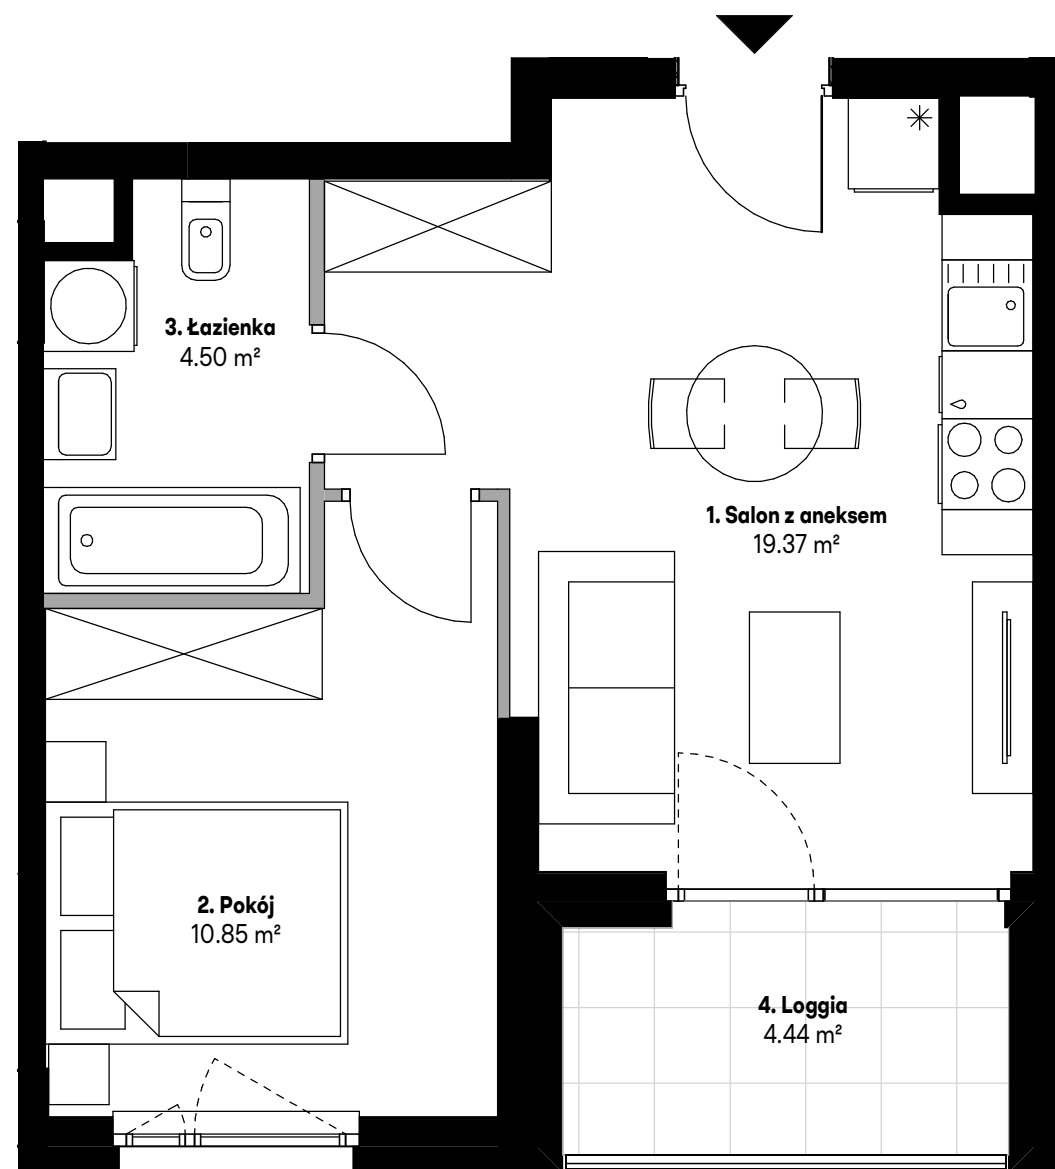 3. Łazienka
4.50 m²
1. Salon z aneksem
19.37 m²
2. Pokój
10.85 m²
4. Loggia
4.44 m²